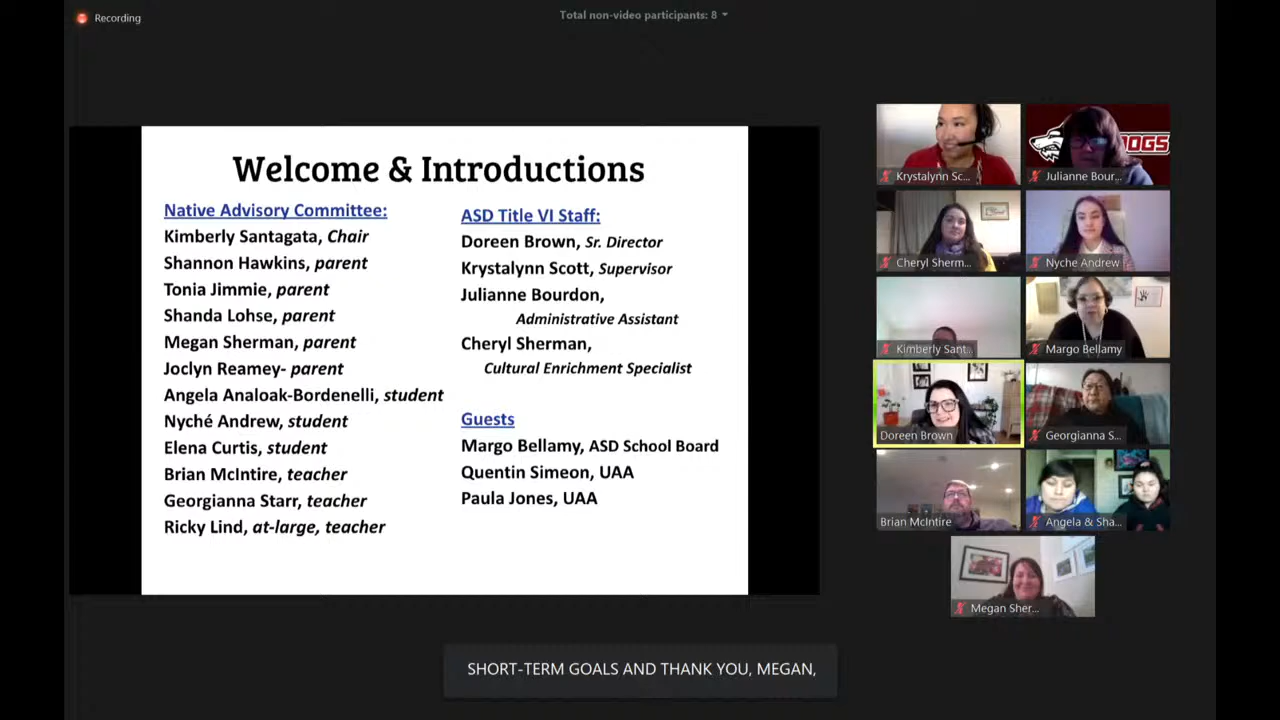 Recording
Total non-video participants: 8
Welcome & Introductions
Native Advisory Committee:
Kimberly Santagata, Chair
Shannon Hawkins, parent
Tonia Jimmie, parent
Shanda Lohse, parent
Megan Sherman, parent
Joclyn Reamey- parent
Angela Analoak-Bordenelli, student
Nyché Andrew, student
Elena Curtis, student
Brian McIntire, teacher
Georgianna Starr, teacher
Ricky Lind, at-large, teacher
ASD Title VI Staff:
Doreen Brown, Sr. Director
Krystalynn Scott, Supervisor
Julianne Bourdon,
Administrative Assistant
Cheryl Sherman,
Cultural Enrichment Specialist
Guests
Margo Bellamy, ASD School Board
Quentin Simeon, UAA
Paula Jones, UAA
Krystalynn Sc...
OGS
Julianne Bour...
Cheryl Sherm...
Nyche Andrew
Kimberly Sant...
Margo Bellamy
Doreen Brown
Georgianna S...
Brian McIntire
Angela & Sha...
Megan Sher...
SHORT-TERM GOALS AND THANK YOU, MEGAN,